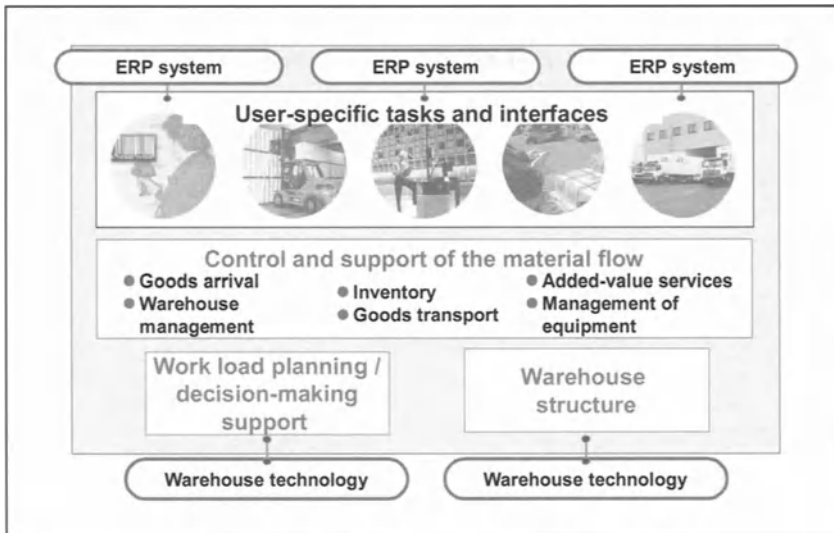 ERP system
ERP system
ERP system
User-specific tasks and interfaces
Control and support of the material flow
Goods arrival
Warehouse
management
Inventory
Goods transport
Added-value services
Management of
equipment
Work load planning /
decision-making
support
Warehouse
structure
Warehouse technology
Warehouse technology